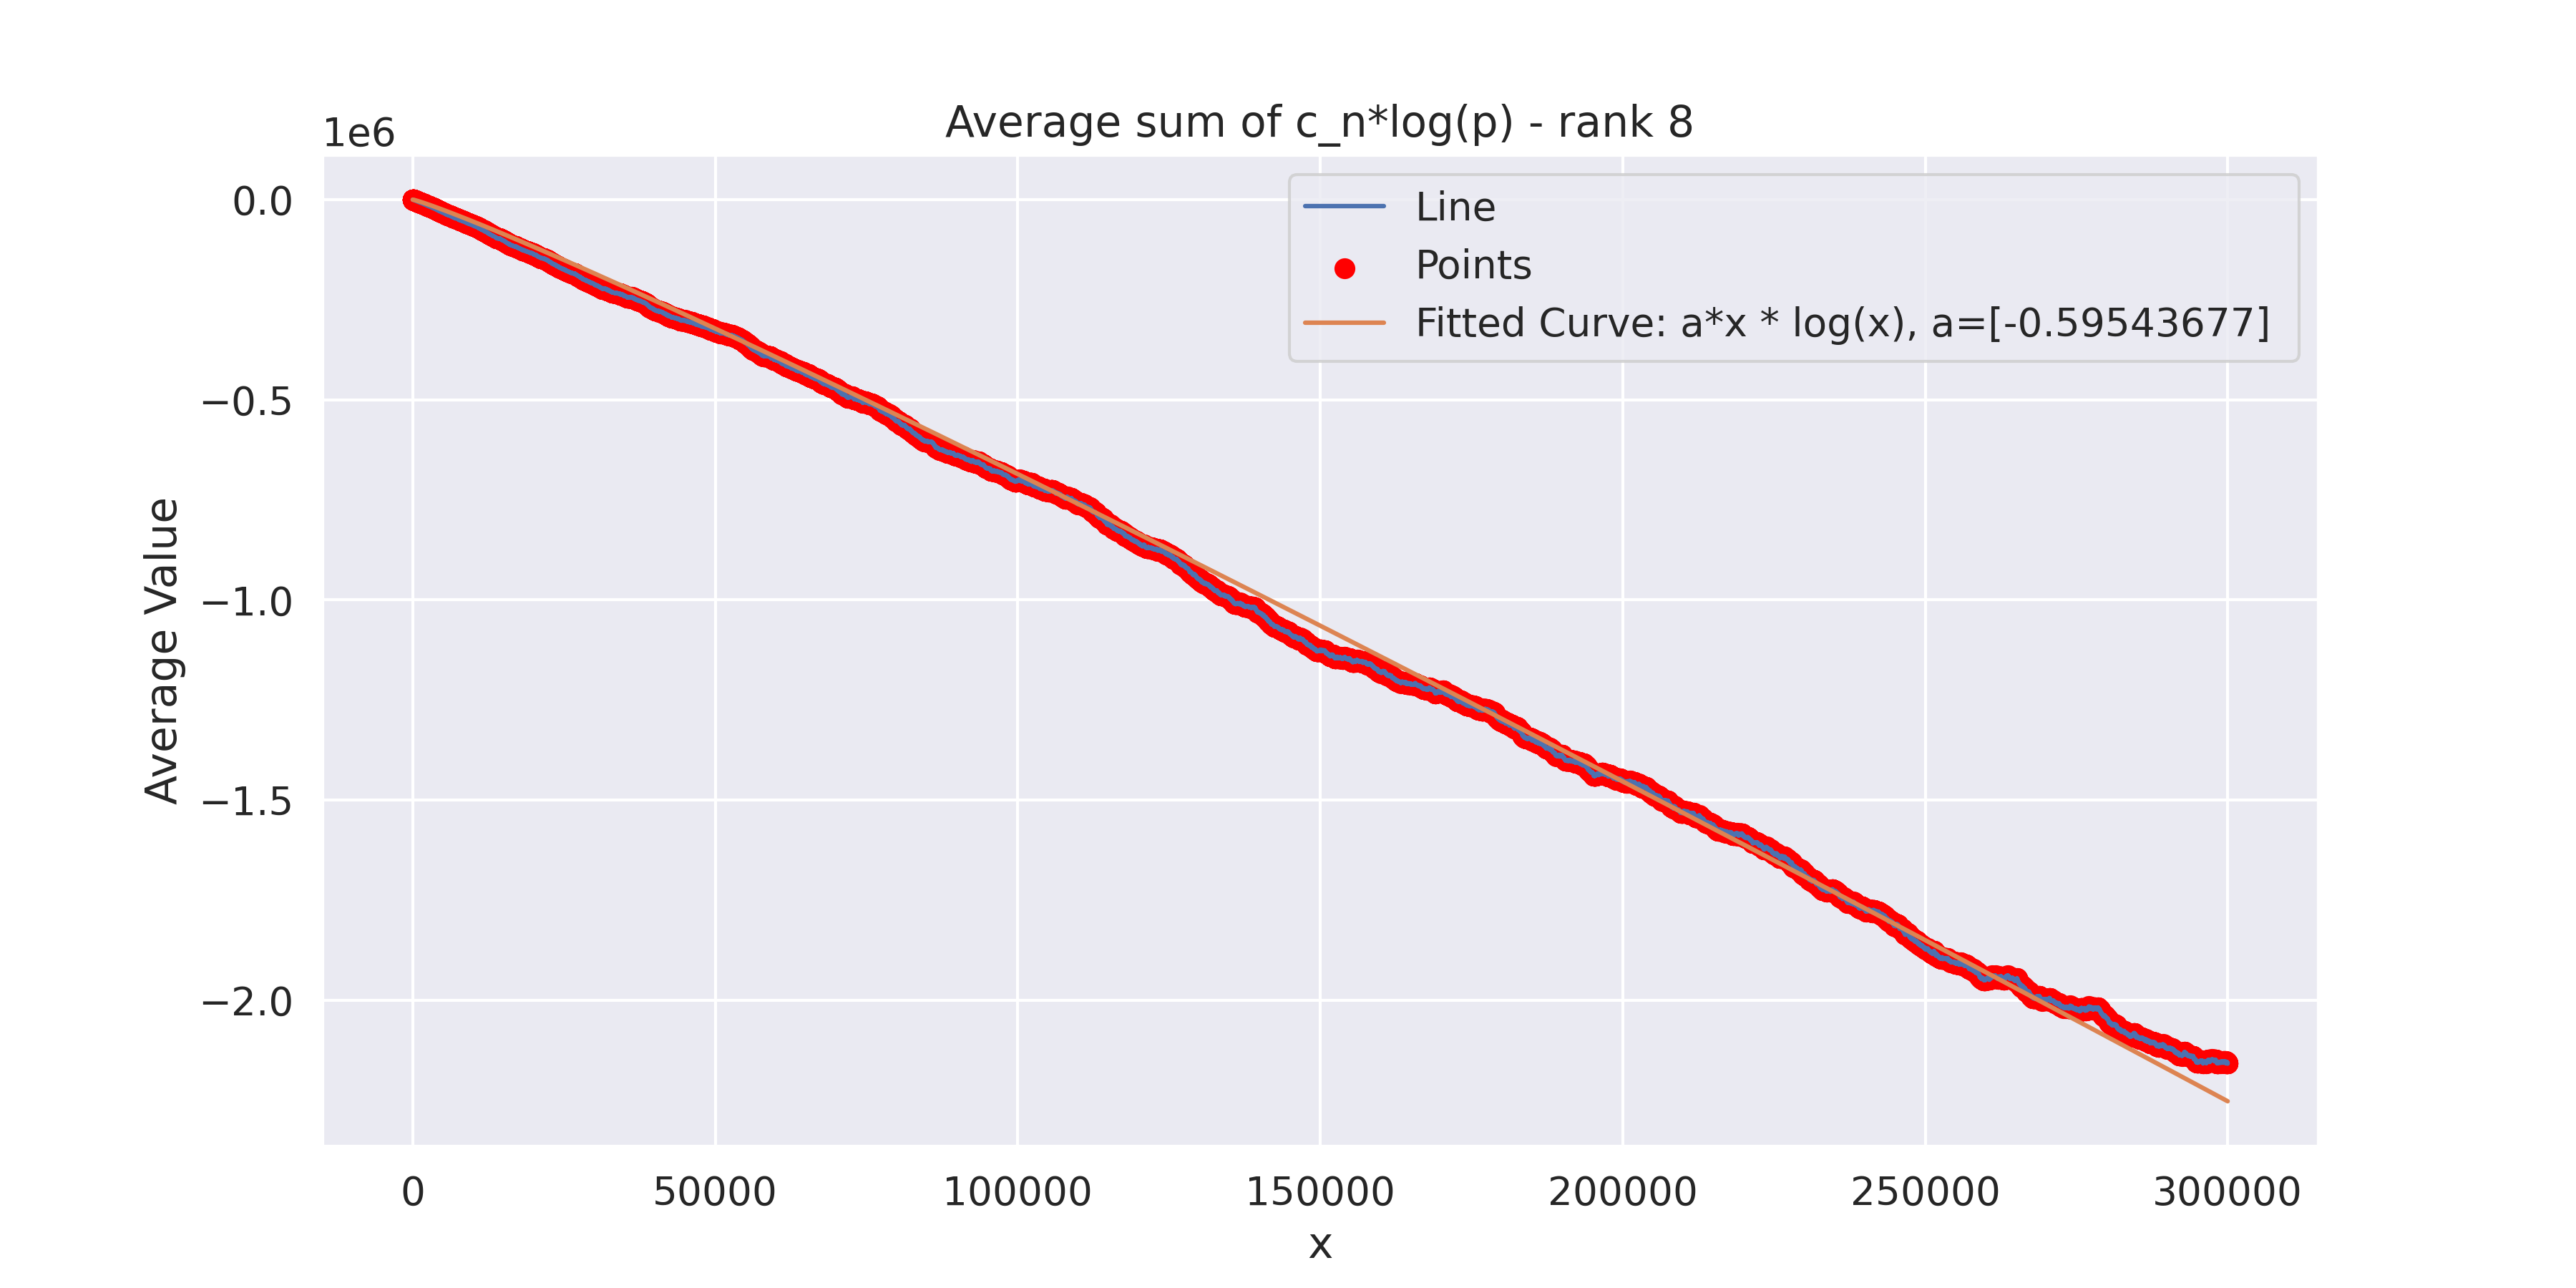 Average sum of c_n*log(p) - rank 8
1e6
Line
Points
Fitted Curve: a*x * log(x), a=[-0.59543677]
0.0
−0.5
−1.0
−1.5
−2.0
Average Value
0 50000 100000 150000 200000 250000 300000
x